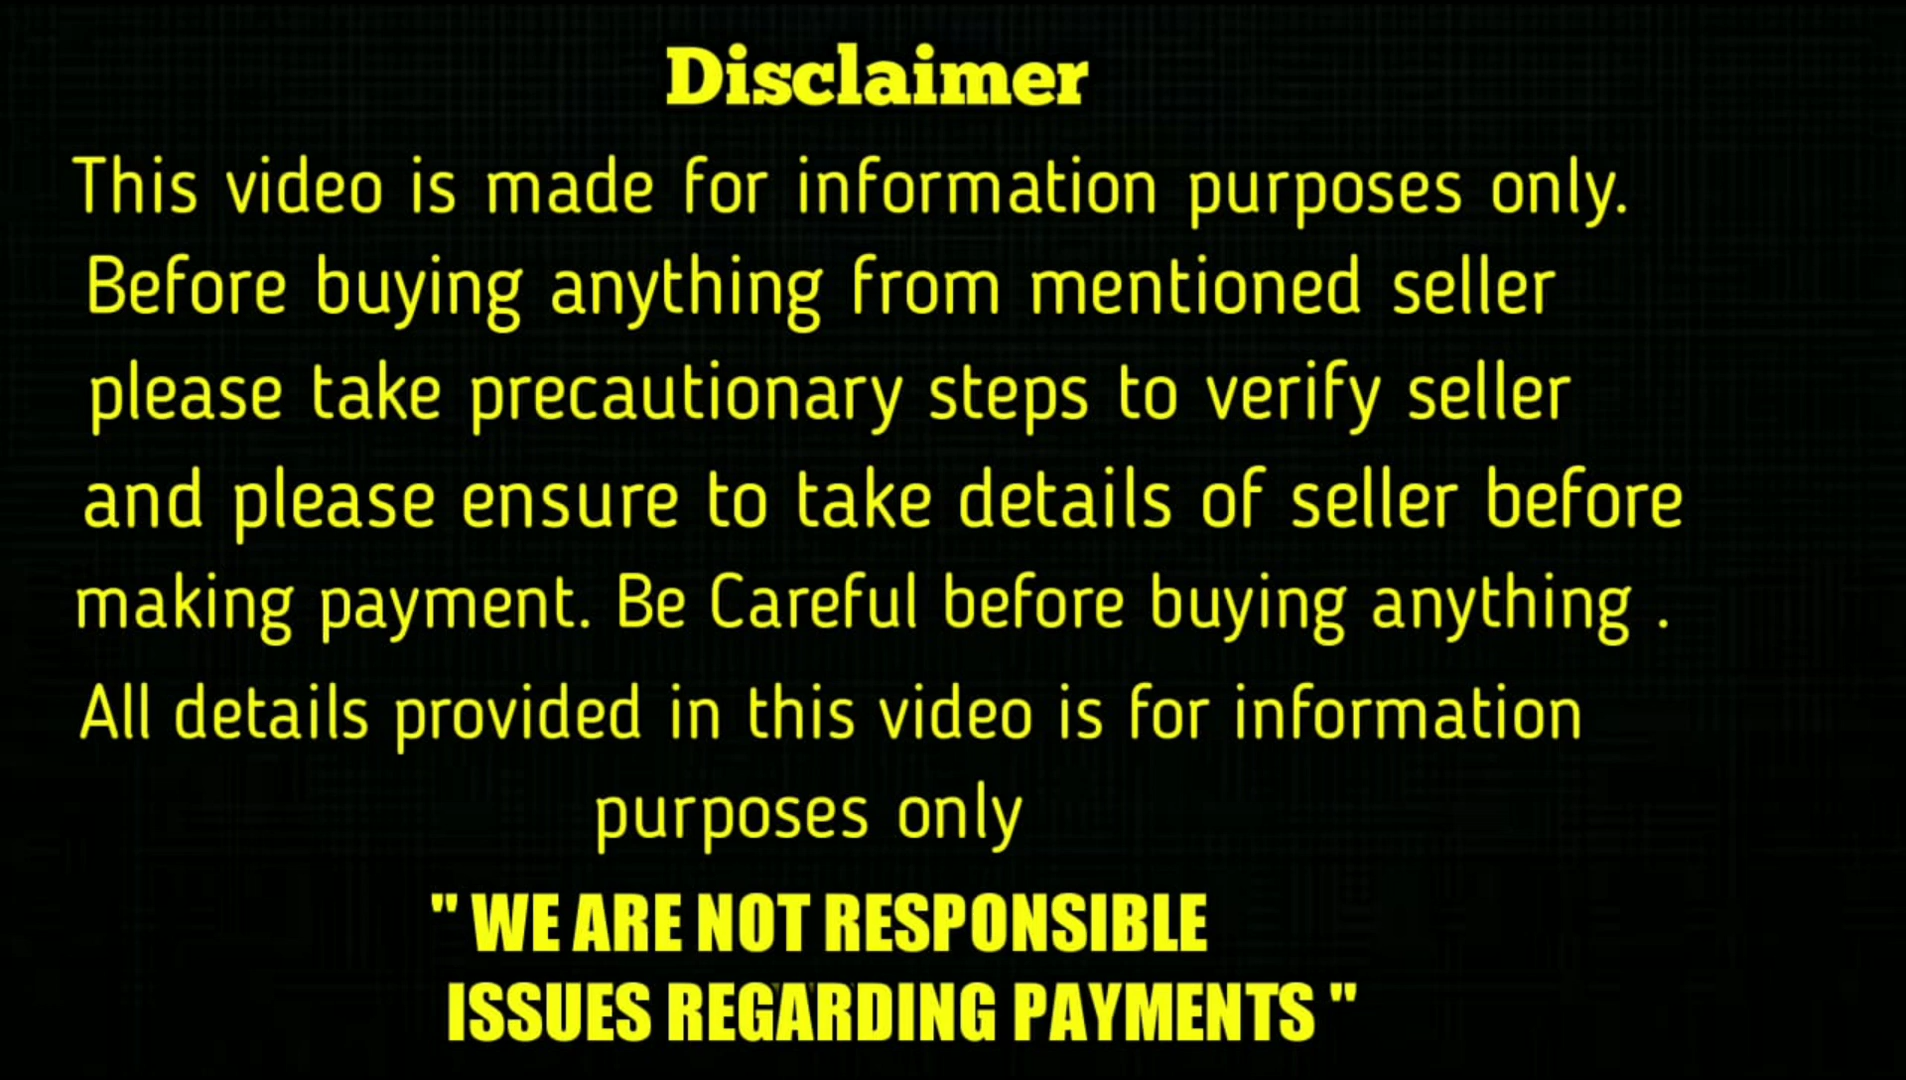 Disclaimer
This video is made for information purposes only.
Before buying anything from mentioned seller
please take precautionary steps to verify seller
and please ensure to take details of seller before
making payment. Be Careful before buying anything .
All details provided in this video is for information
purposes only
" WE ARE NOT RESPONSIBLE
ISSUES REGARDING PAYMENTS "